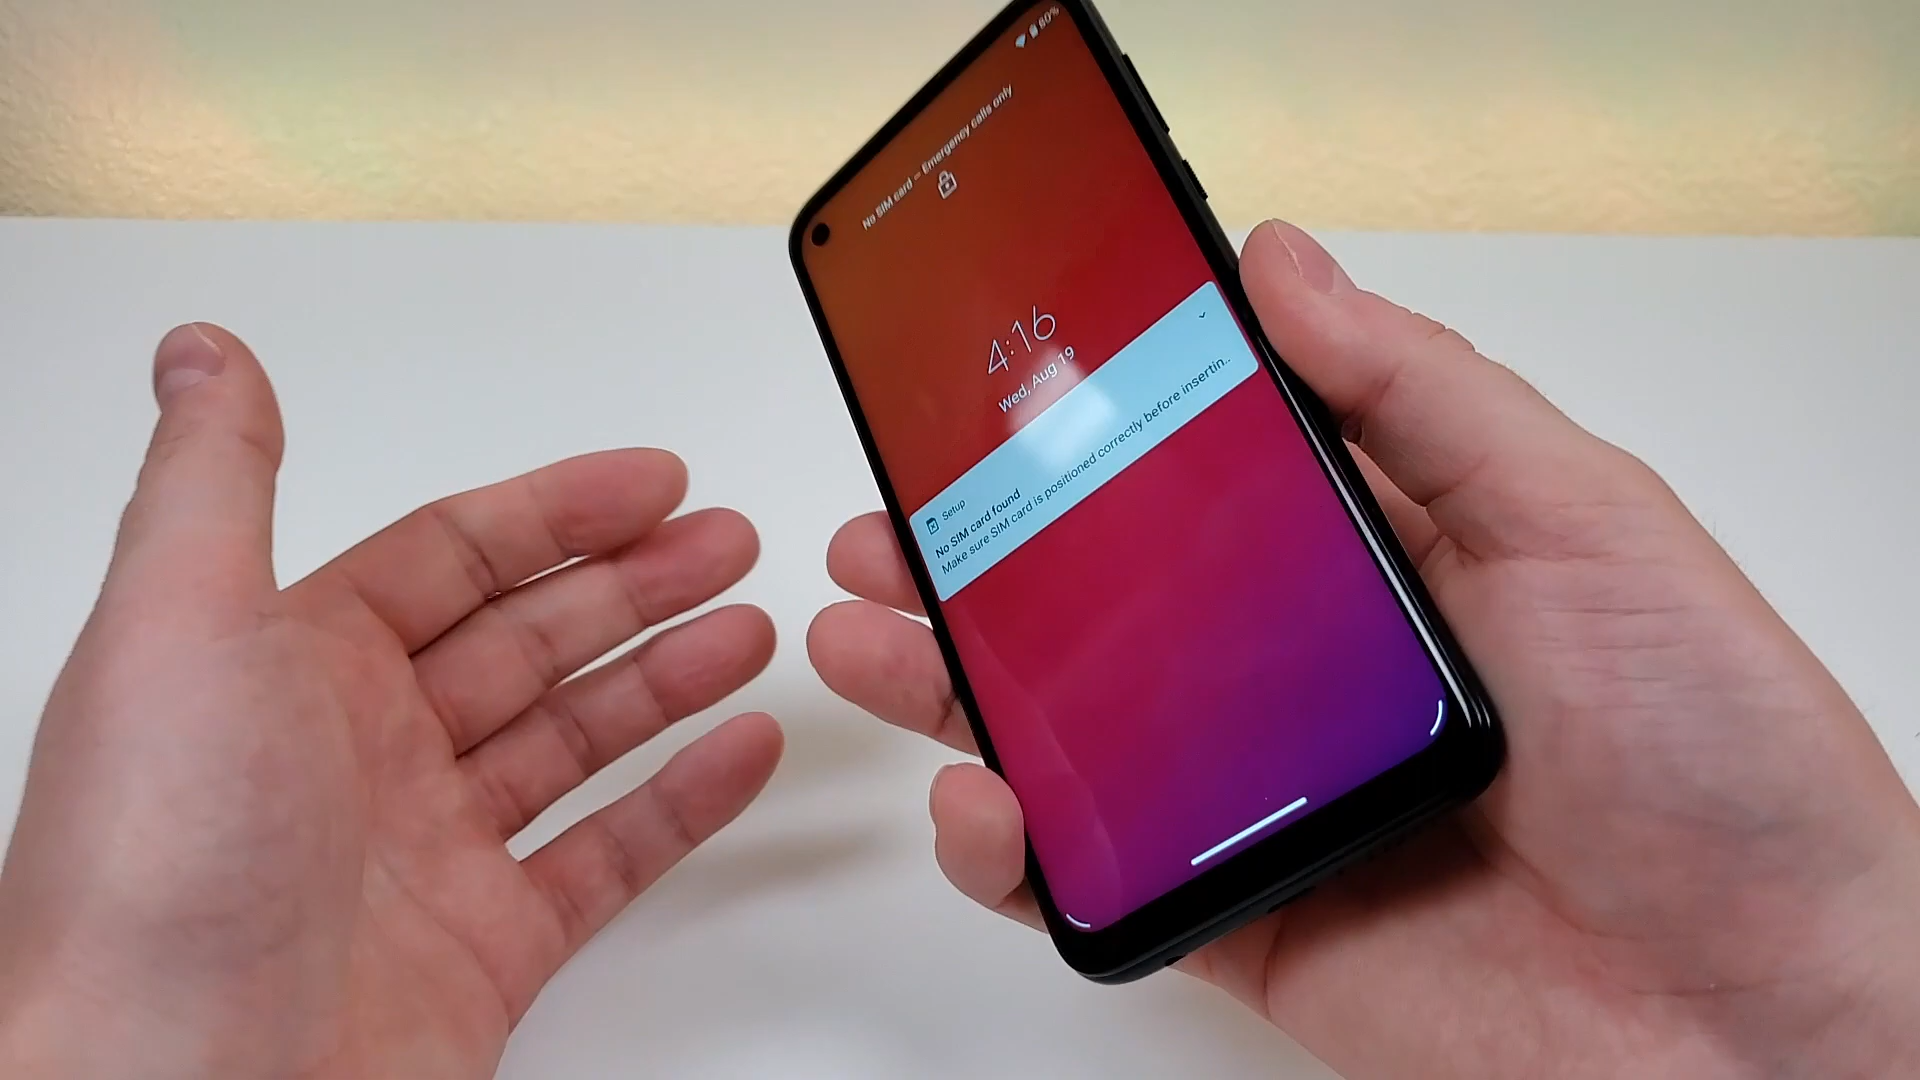 80%
No SIM card — Emergency calls only
4:16
Wed, Aug 19
Setup
No SIM card found
Make sure SIM card is positioned correctly before insertin..